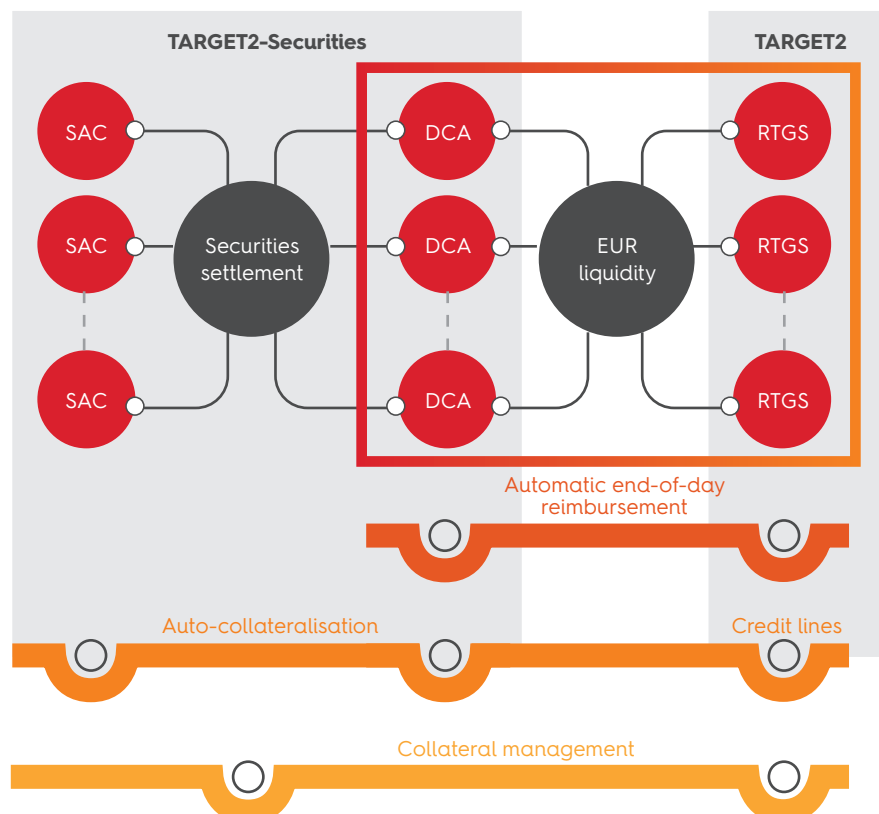 TARGET2-Securities
TARGET2
SAC
DCA
RTGS
SAC
Securities
settlement
DCA
EUR
liquidity
RTGS
SAC
DCA
RTGS
Automatic end-of-day
reimbursement
Auto-collateralisation
Credit lines
Collateral management